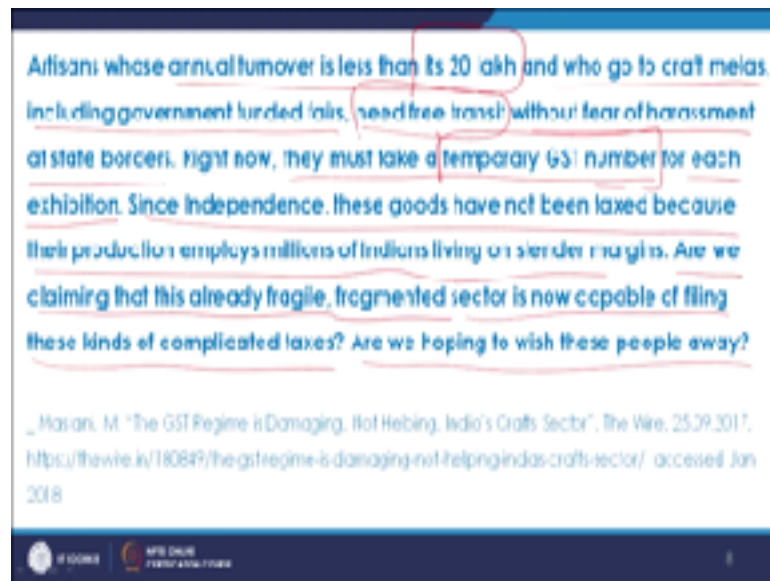 Artisans whose annual turnover is less than Rs 20 lakh and who go to craft melas,
including government funded fairs, need free transit without fear of harassment
at state borders. Right now, they must take a temporary GST number for each
exhibition. Since Independence, these goods have not been taxed because
their production employs millions of Indians living on slender margins. Are we
claiming that this already fragile, fragmented sector is now capable of filing
these kinds of complicated taxes? Are we hoping to wish these people away?
_ Masani, M. "The GST Regime is Damaging, Not Helping, India's Crafts Sector", The Wire, 25.09.2017,
https://thewire.in/180849/the-gst-regime-is-damaging-not-helping-indias-crafts-sector/ accessed Jan
2018
IIT ROORKEE NPTEL ONLINE
CERTIFICATION COURSE